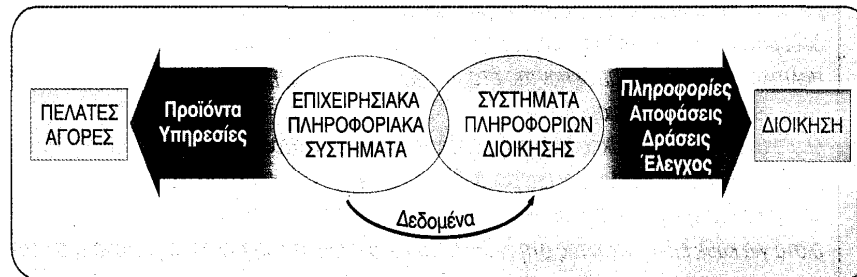 ΠΕΛΑΤΕΣ
ΑΓΟΡΕΣ
Προϊόντα
Υπηρεσίες
ΕΠΙΧΕΙΡΗΣΙΑΚΑ
ΠΛΗΡΟΦΟΡΙΑΚΑ
ΣΥΣΤΗΜΑΤΑ
ΣΥΣΤΗΜΑΤΑ
ΠΛΗΡΟΦΟΡΙΩΝ
ΔΙΟΙΚΗΣΗΣ
Πληροφορίες
Αποφάσεις
Δράσεις
Έλεγχος
ΔΙΟΙΚΗΣΗ
Δεδομένα